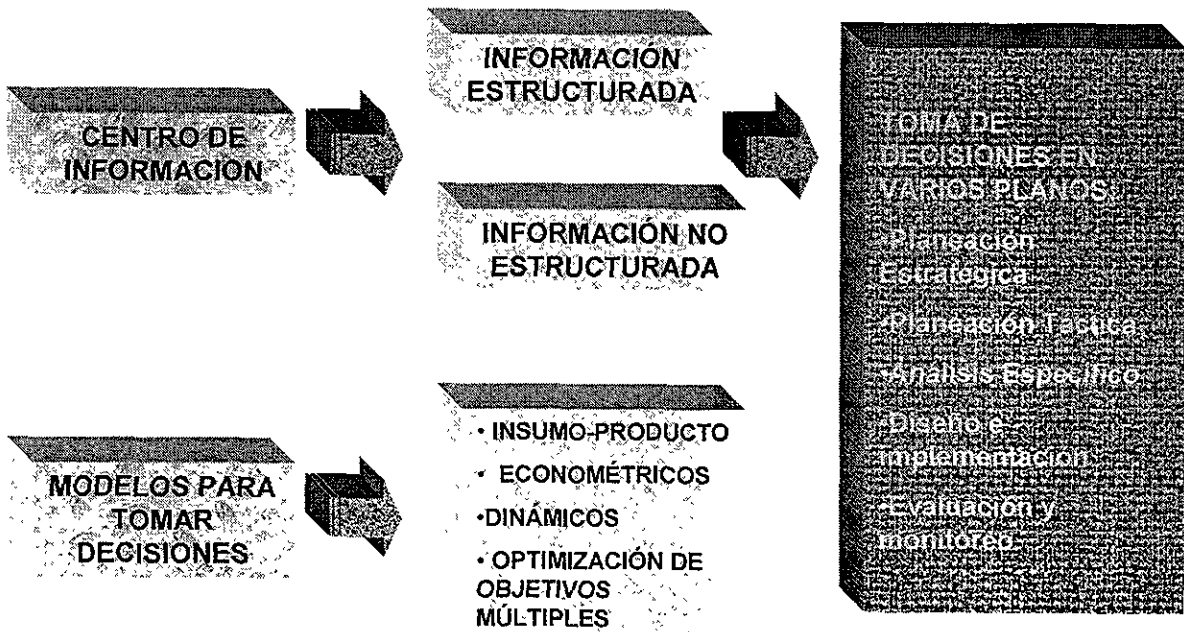 CENTRO DE
INFORMACION
INFORMACIÓN
ESTRUCTURADA
INFORMACIÓN NO
ESTRUCTURADA
MODELOS PARA
TOMAR
DECISIONES
• INSUMO-PRODUCTO
• ECONOMÉTRICOS
•DINÁMICOS
• OPTIMIZACIÓN DE
OBJETIVOS
MÚLTIPLES
TOMA DE
DECISIONES EN
VARIOS PLANOS:
•Planeación
Estratégica
•Planeación Táctica
•Análisis Específico
•Diseño e
Implementación
•Evaluación y
monitoreo